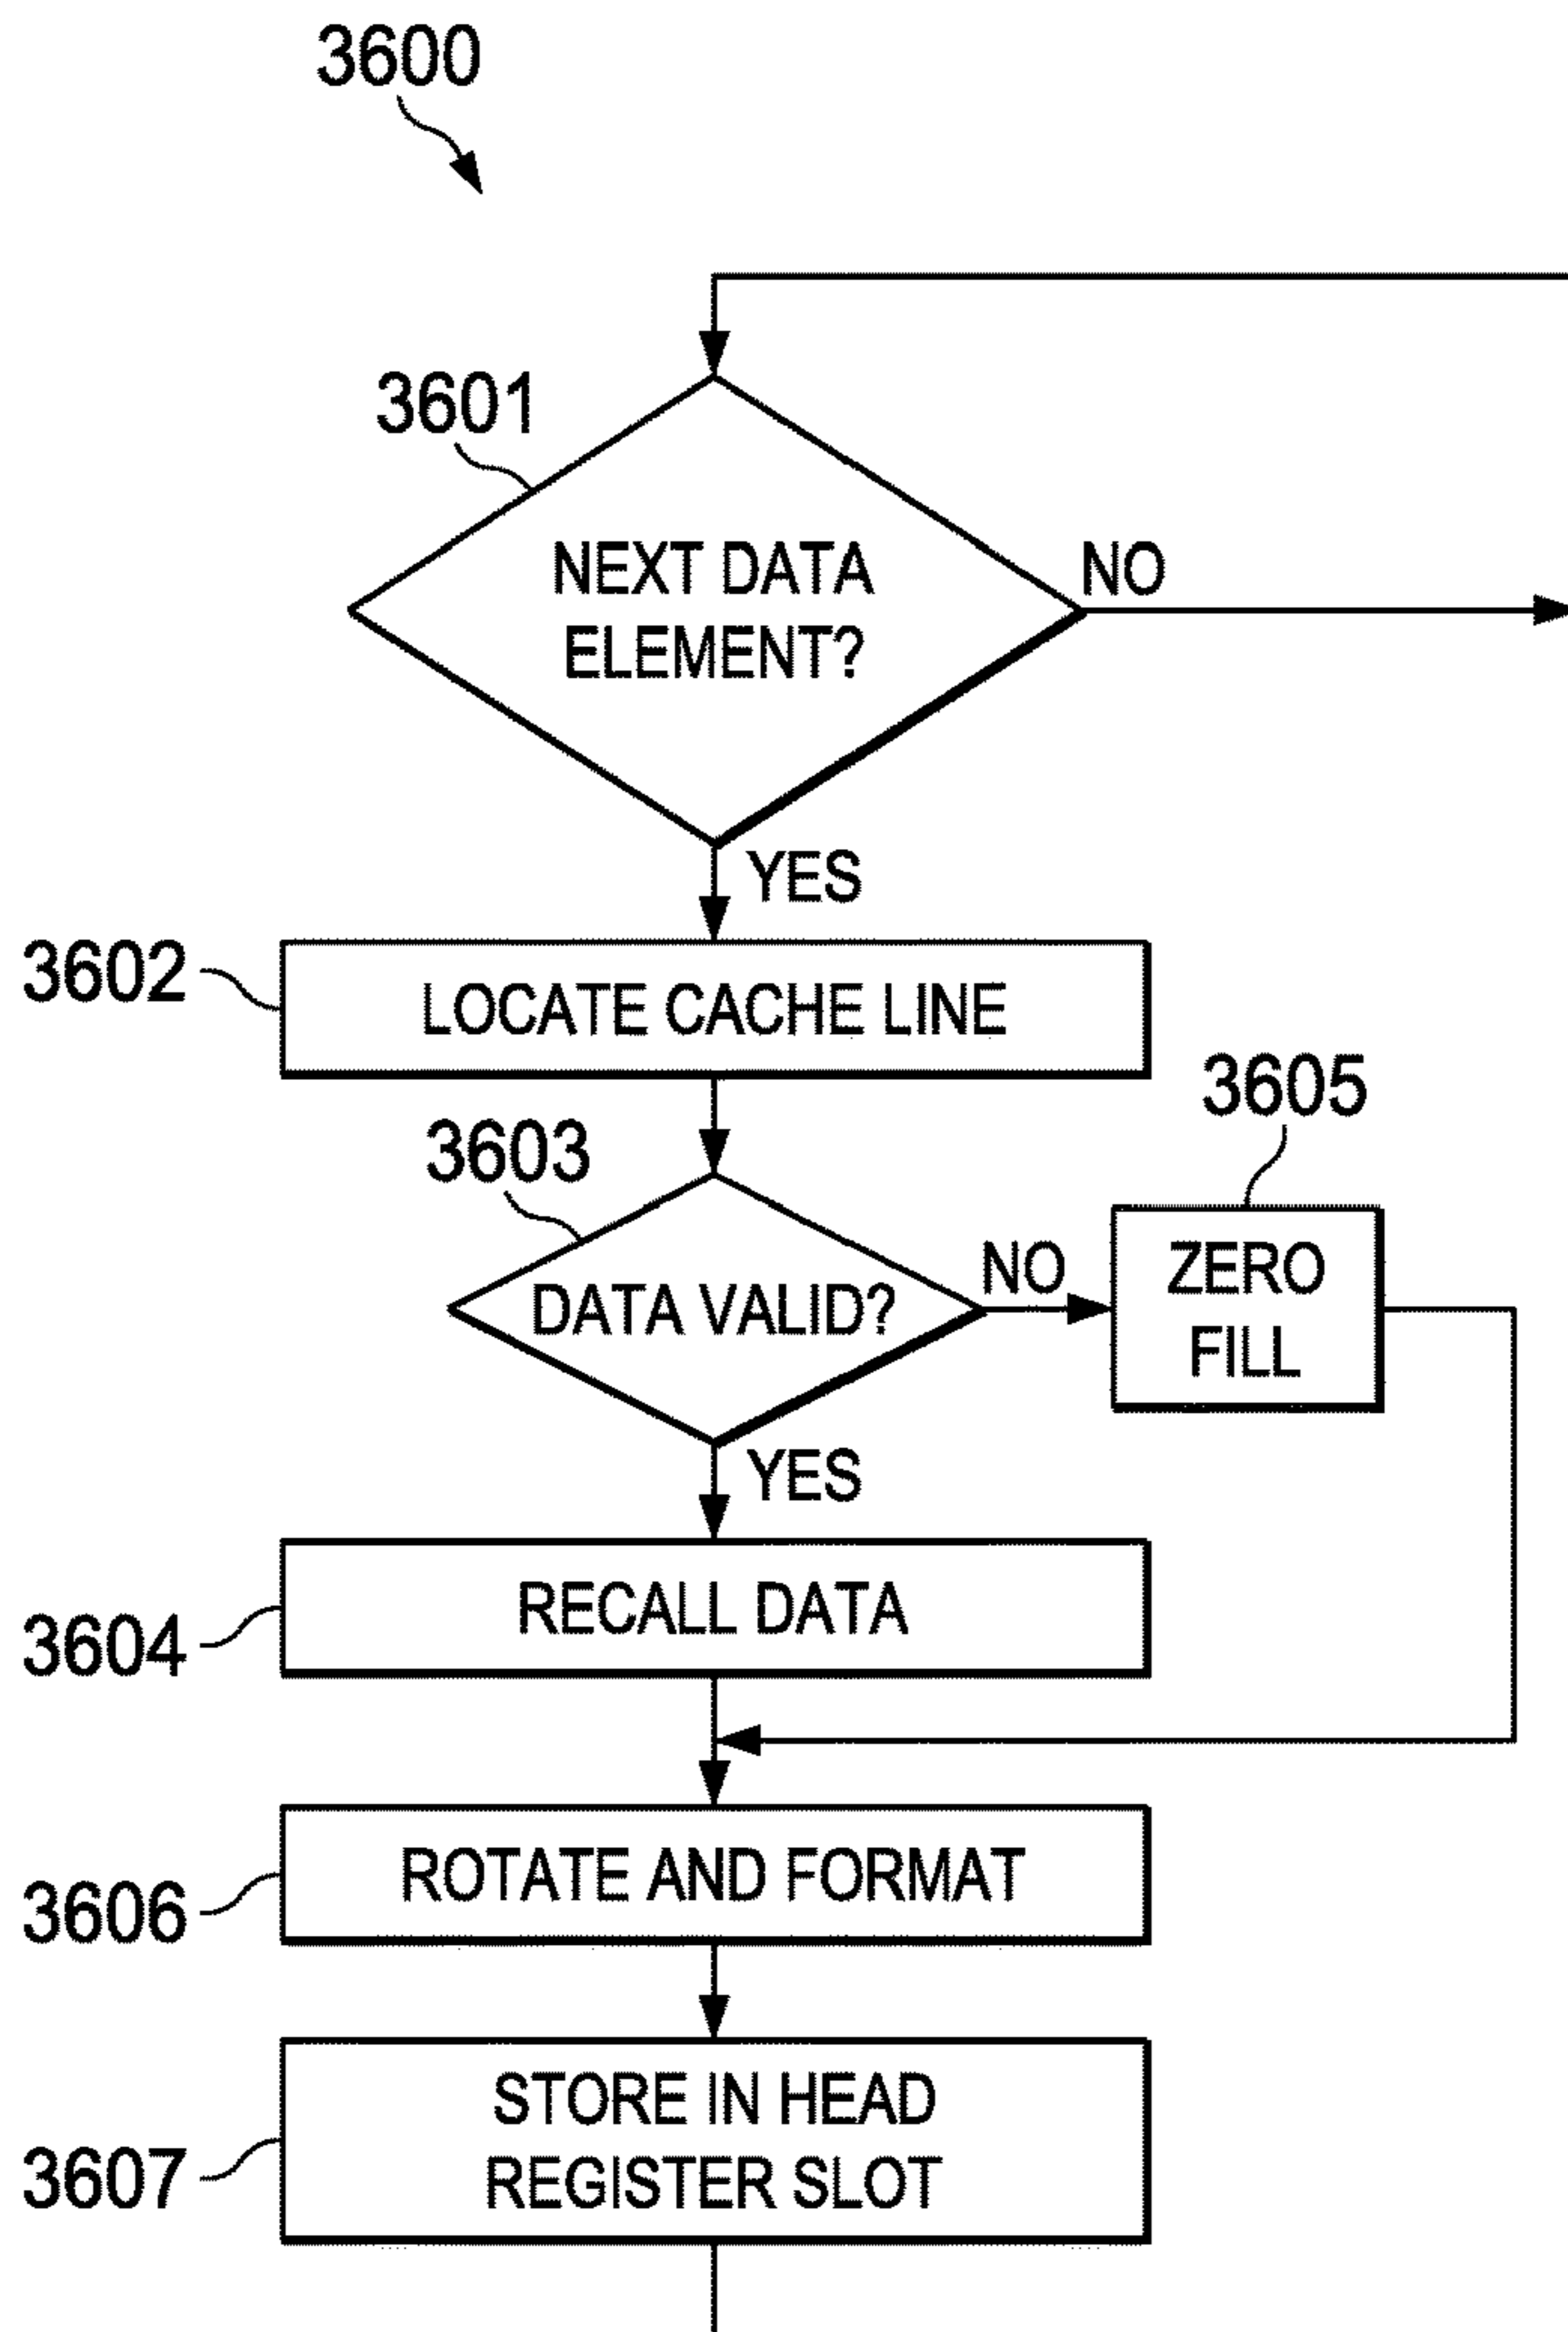 3600
3601
NEXT DATA
ELEMENT?
NO
YES
3602
LOCATE CACHE LINE
3605
3603
DATA VALID?
NO
ZERO
FILL
YES
RECALL DATA
3604
ROTATE AND FORMAT
3606
STORE IN HEAD
REGISTER SLOT
3607